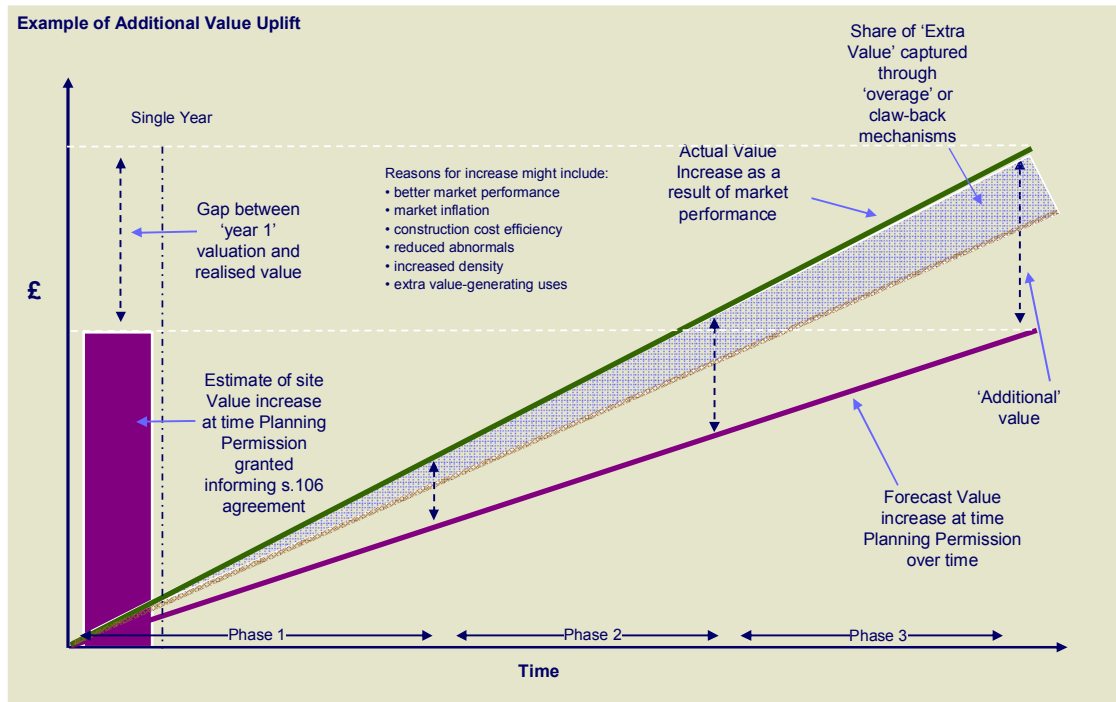 Example of Additional Value Uplift
Share of ‘Extra
Value’ captured
through
‘overage’ or
claw-back
mechanisms
Single Year
Actual Value
Increase as a
result of market
performance
Reasons for increase might include:
• better market performance
• market inflation
• construction cost efficiency
• reduced abnormals
• increased density
• extra value-generating uses
Gap between
‘year 1’
valuation and
realised value
£
Estimate of site
Value increase
at time Planning
Permission
granted
informing s.106
agreement
‘Additional’
value
Forecast Value
increase at time
Planning Permission
over time
Phase 1
Phase 2
Phase 3
Time